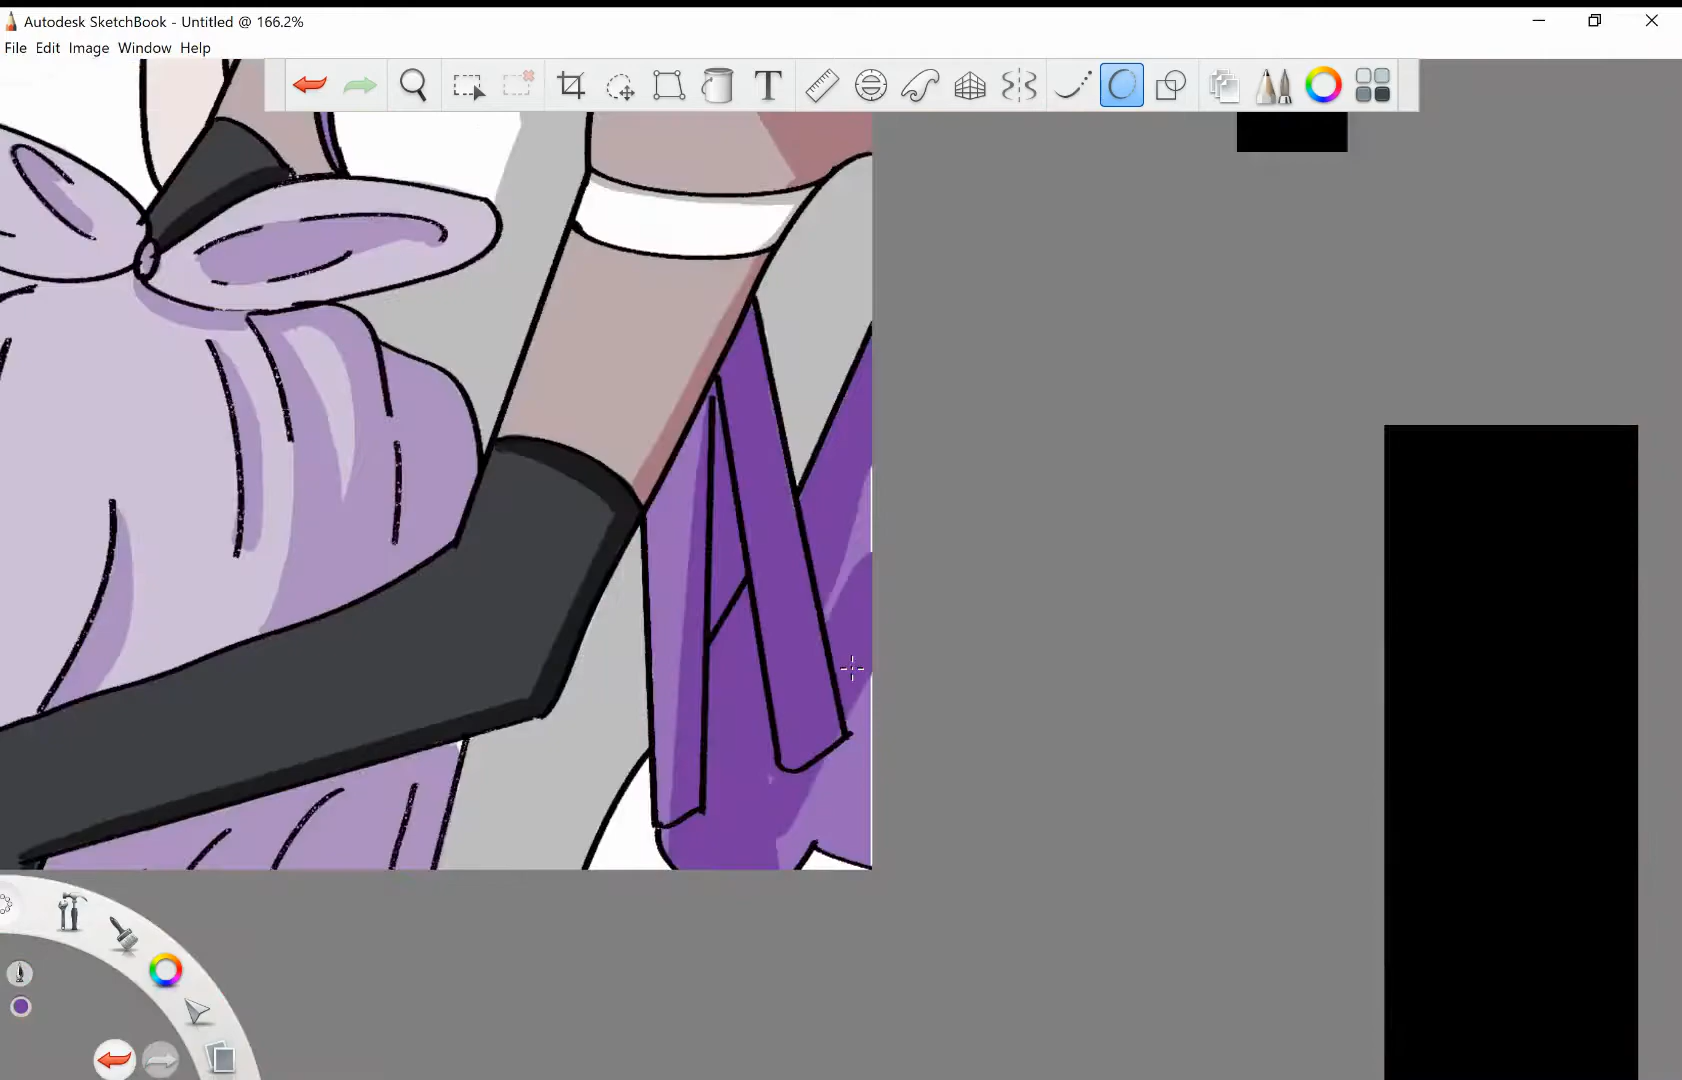 Autodesk SketchBook - Untitled @ 166.2%
File Edit Image Window Help
T